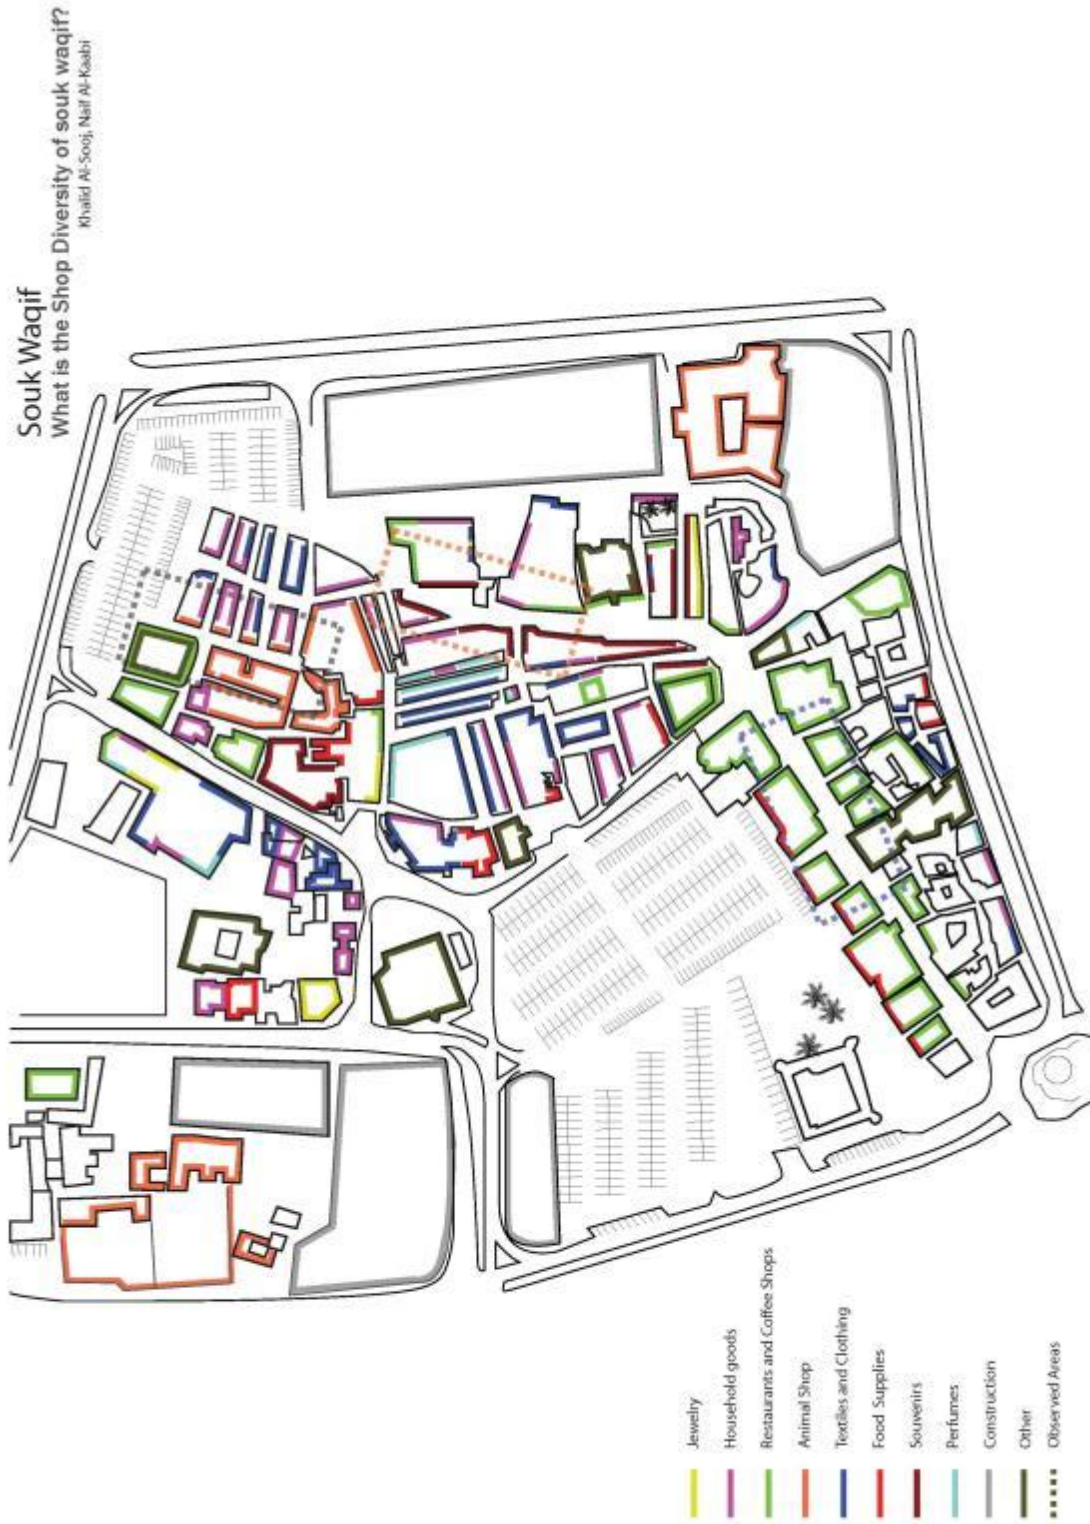 Souk Waqif
What is the Shop Diversity of souk waqif?
Khalid Al-Sooj, Naif Al-Kaabi
Jewelry
Household goods
Restaurants and Coffee Shops
Animal Shop
Textiles and Clothing
Food Supplies
Souvenirs
Perfumes
Construction
Other
Observed Areas